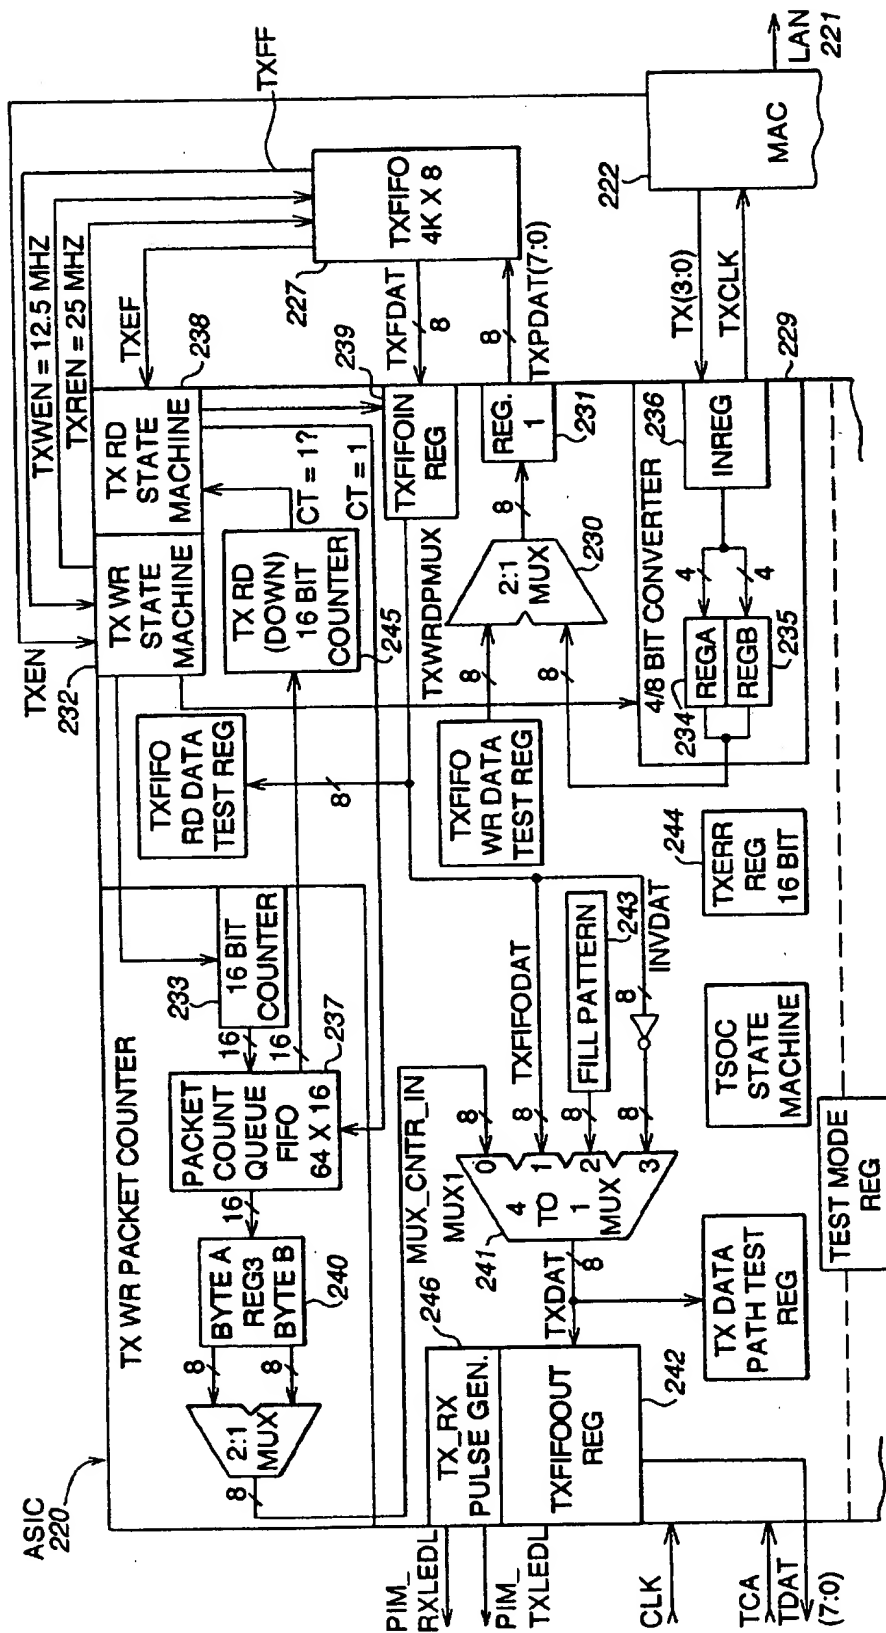 ASIC
220
TX WR PACKET COUNTER
2:1
MUX
8
8
8
BYTE A
REG3
BYTE B
240
16
PACKET
COUNT
QUEUE
FIFO
64 X 16
237
16
16
16 BIT
COUNTER
233
TXEN
232
TX WR
STATE
MACHINE
TX RD
STATE
MACHINE
238
TXWEN = 12.5 MHZ
TXREN = 25 MHZ
TXEF
TXFF
TXFIFO
RD DATA
TEST REG
8
TX RD
(DOWN)
16 BIT
COUNTER
245
CT = 1?
CT = 1
TXFIFOIN
REG
239
TXFDAT
8
227
TXFIFO
4K X 8
8
TXPDAT(7:0)
REG.
1
231
8
TXWRDPMUX
2:1
MUX
230
8
8
TXFIFO
WR DATA
TEST REG
MUX_CNTR_IN
MUX1
241
4
TO
1
MUX
0
1
2
3
8
8
8
8
TXFIFODAT
FILL PATTERN
243
INVDAT
TXDAT
8
246
TX_RX
PULSE GEN.
TXFIFOOUT
REG
242
PIM_
RXLEDL
PIM_
TXLEDL
CLK
TCA
TDAT
(7:0)
TX DATA
PATH TEST
REG
TSOC
STATE
MACHINE
244
TXERR
REG
16 BIT
TEST MODE
REG
4/8 BIT CONVERTER
234
REGA
REGB
235
4
4
236
INREG
229
TX(3:0)
TXCLK
222
MAC
LAN
221